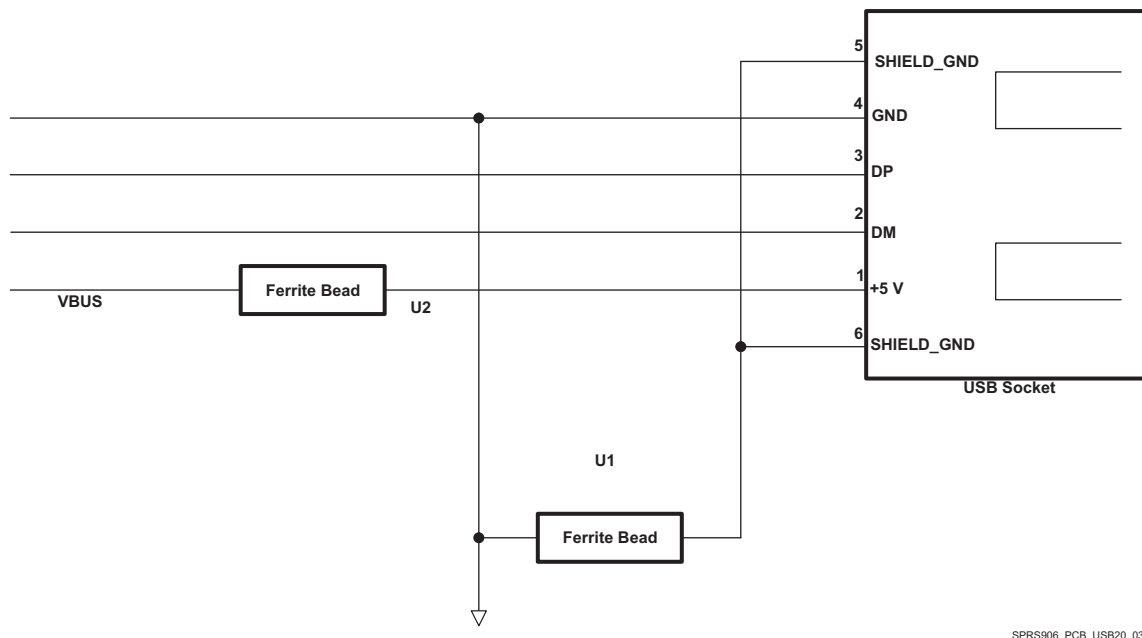 5
SHIELD_GND
4
GND
3
DP
2
DM
1
+5 V
VBUS
Ferrite Bead
U2
6
SHIELD_GND
USB Socket
U1
Ferrite Bead
SPRS906_PCB_USB20_03